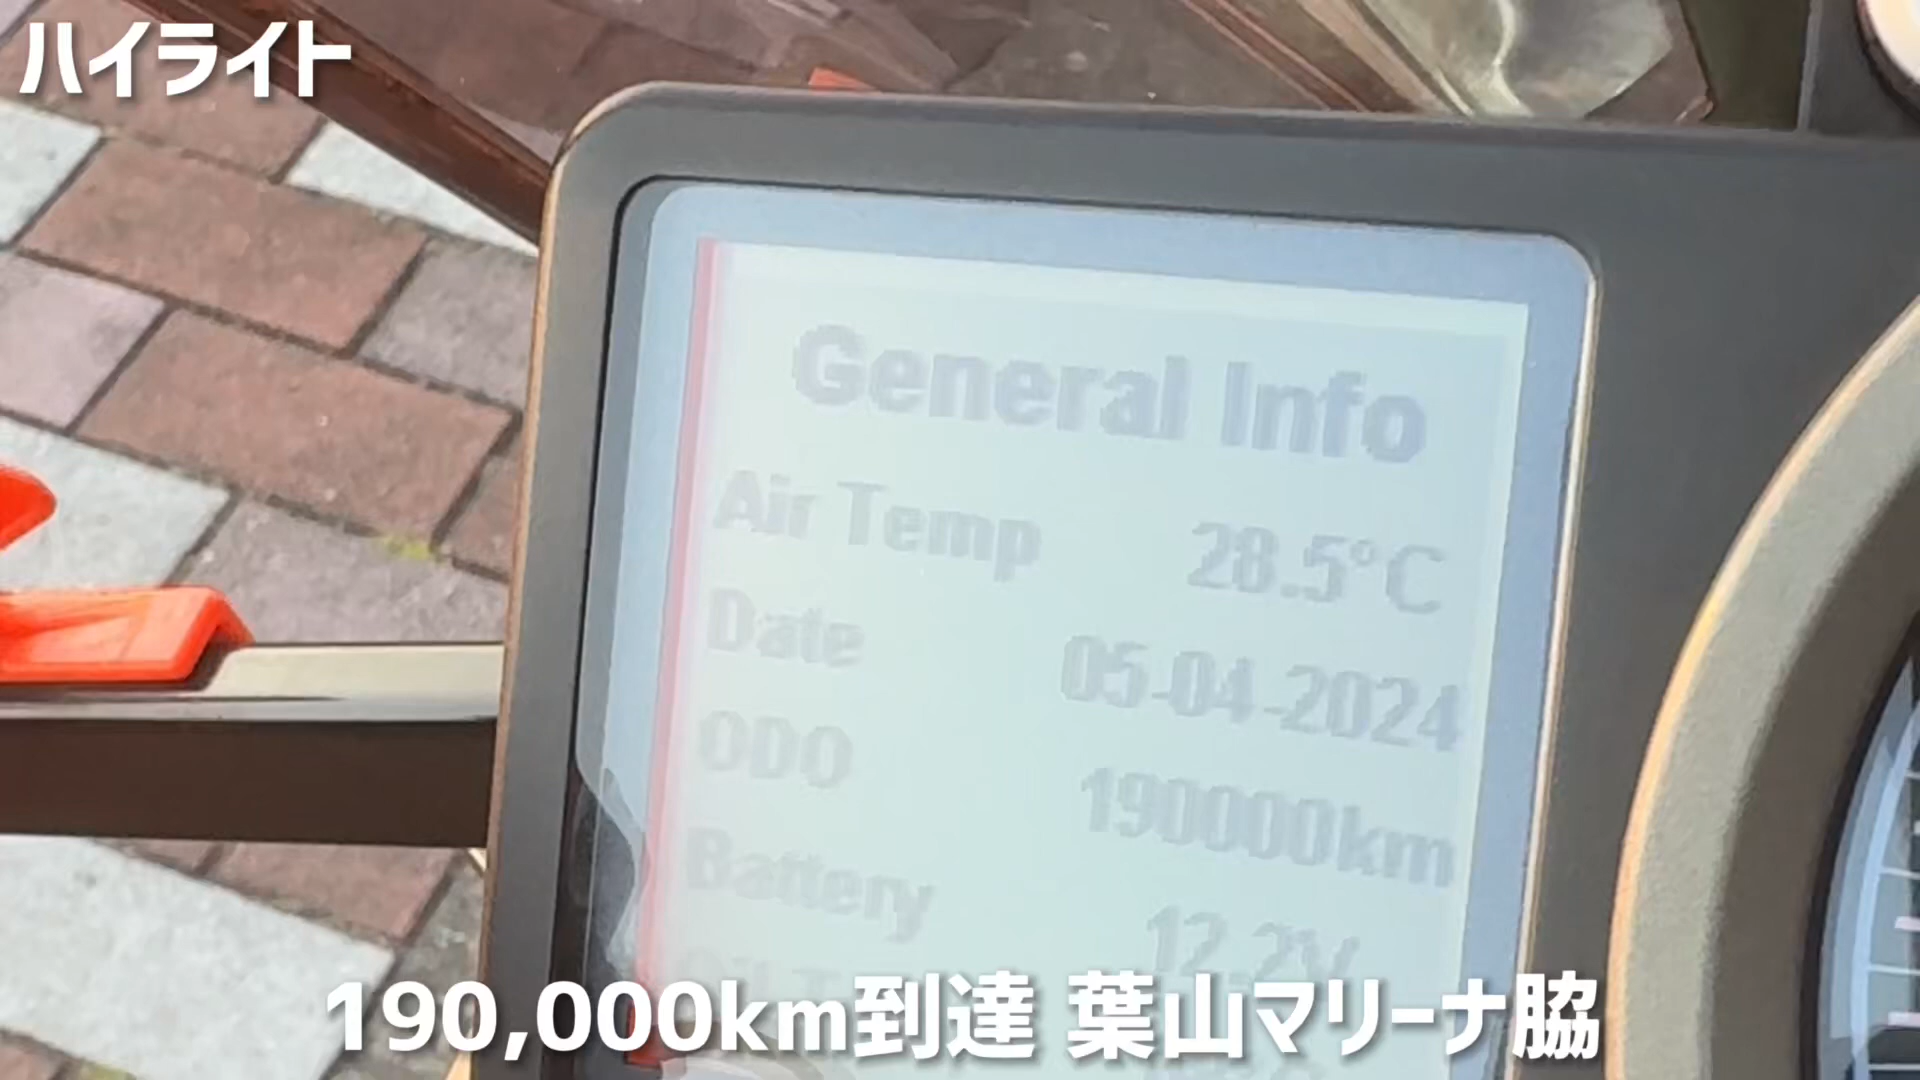 ハイライト
General Info
Air Temp 28.5°C
Date 05-04-2024
ODO 190000km
Battery 12.2V
190,000km到達 葉山マリーナ脇